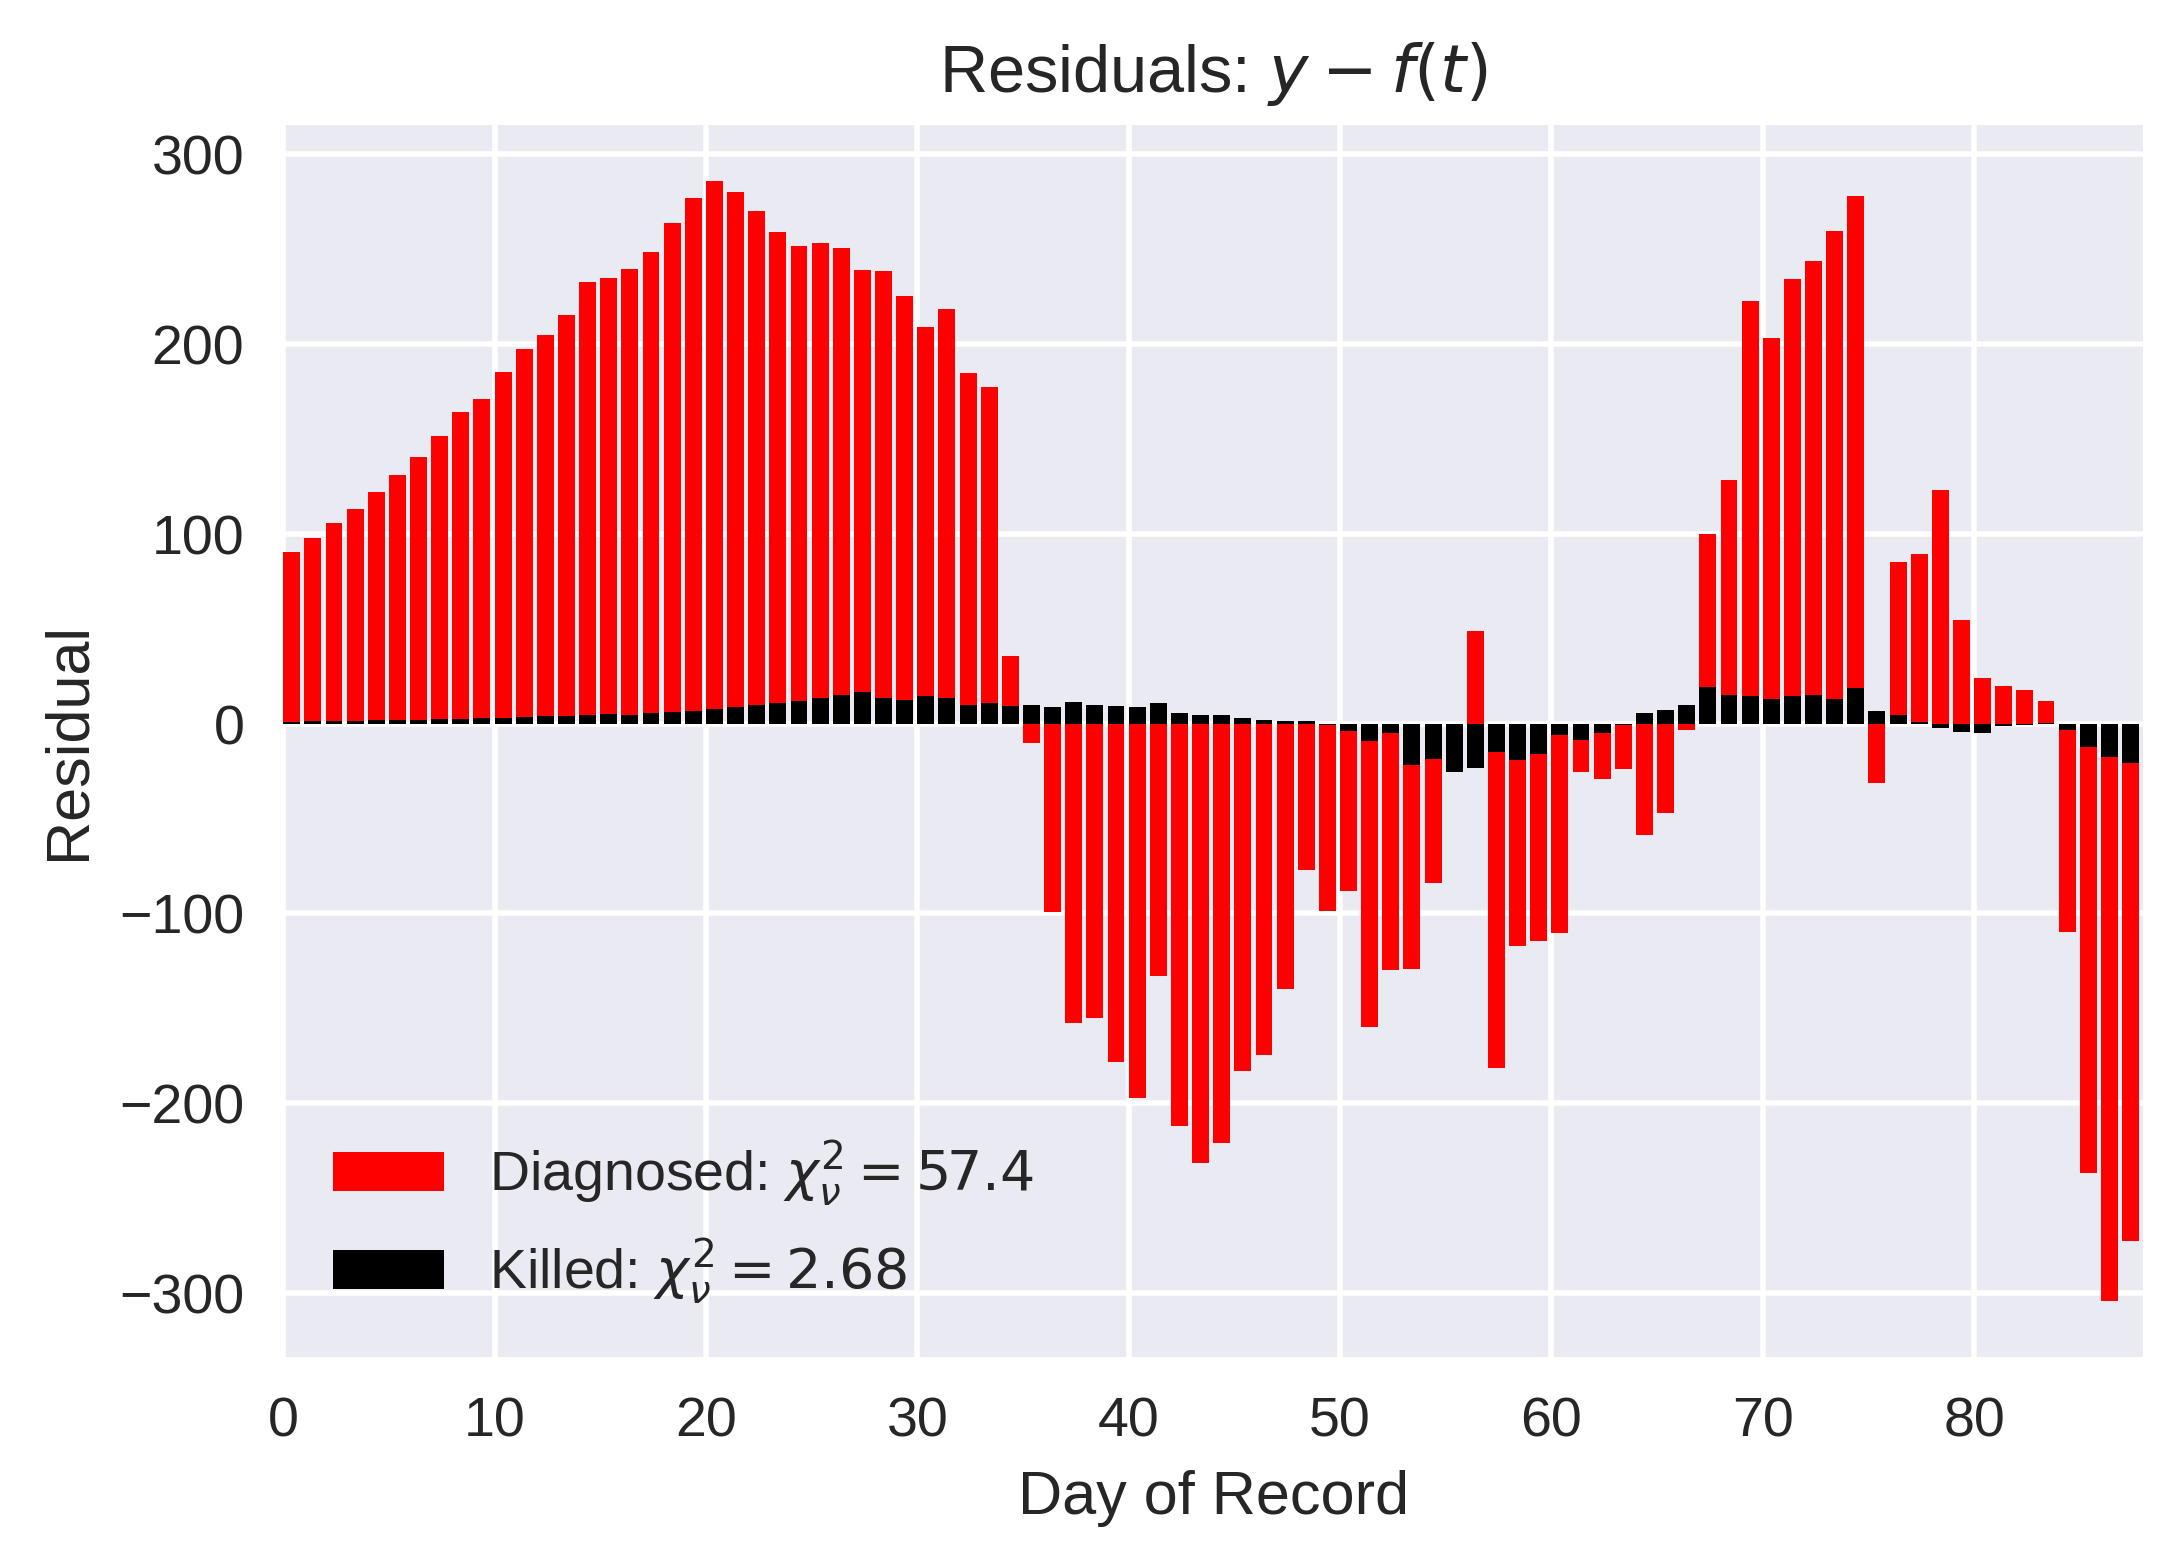 Residuals: y − f(t)
300
200
100
0
−100
−200
−300
Residual
Diagnosed: χ²ᵥ = 57.4
Killed: χ²ᵥ = 2.68
0 10 20 30 40 50 60 70 80
Day of Record